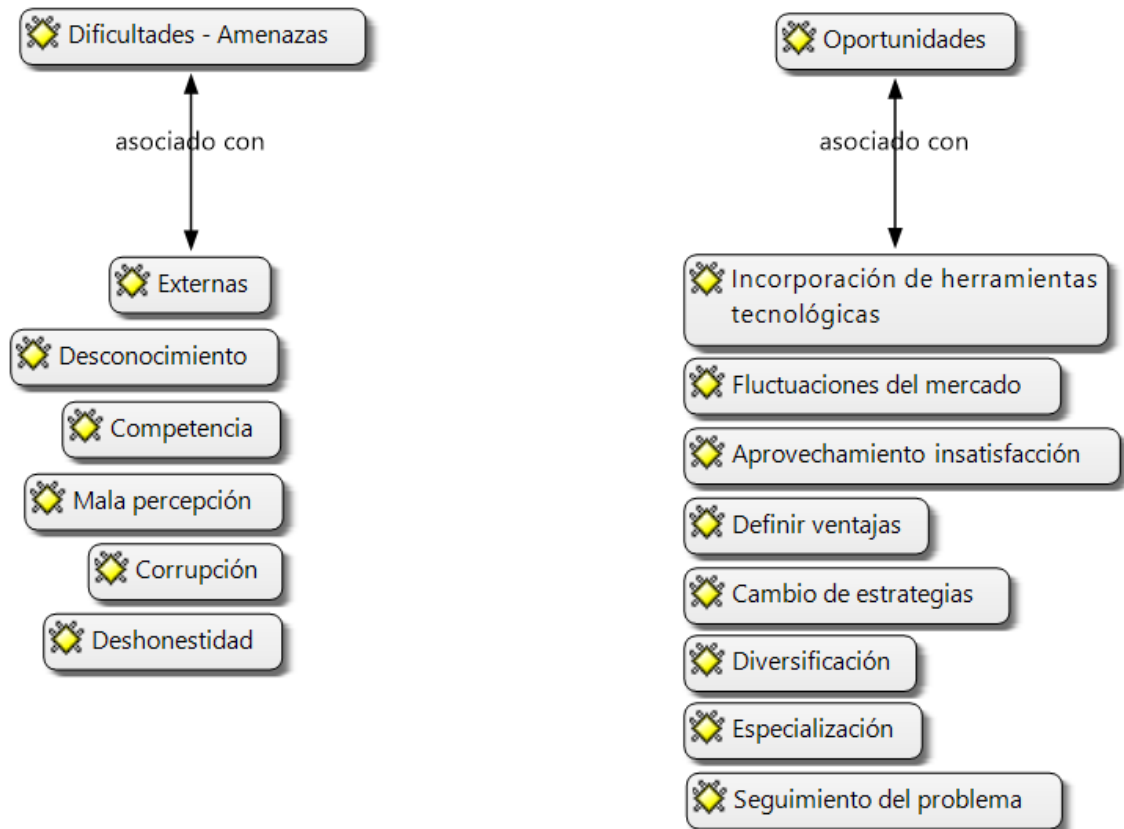 Dificultades - Amenazas
asociado con
Externas
Desconocimiento
Competencia
Mala percepción
Corrupción
Deshonestidad
Oportunidades
asociado con
Incorporación de herramientas
tecnológicas
Fluctuaciones del mercado
Aprovechamiento insatisfacción
Definir ventajas
Cambio de estrategias
Diversificación
Especialización
Seguimiento del problema